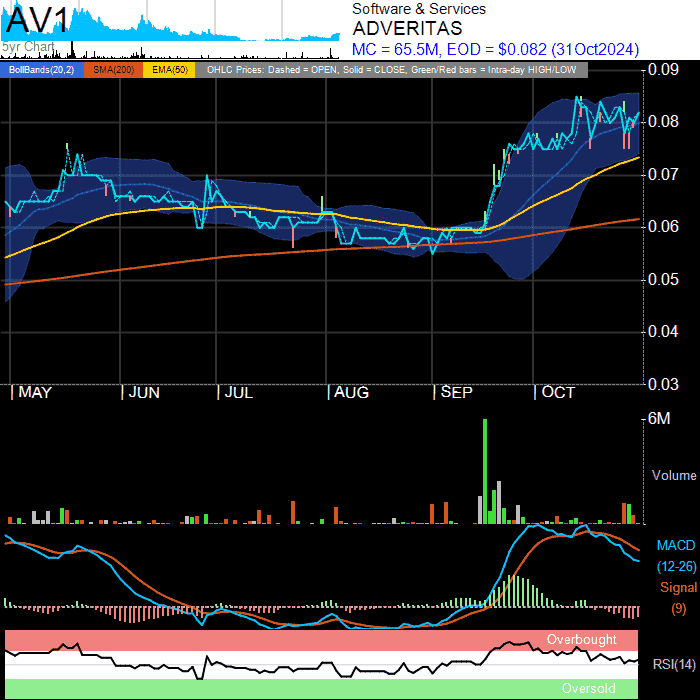 AV1
5yr Chart
Software & Services
ADVERITAS
MC = 65.5M, EOD = $0.082 (31Oct2024)
BollBands(20,2) SMA(200) EMA(50) OHLC Prices: Dashed = OPEN, Solid = CLOSE, Green/Red bars = Intra-day HIGH/LOW
0.09
0.08
0.07
0.06
0.05
0.04
0.03
MAY JUN JUL AUG SEP OCT
6M
Volume
MACD
(12-26)
Signal
(9)
Overbought
RSI(14)
Oversold